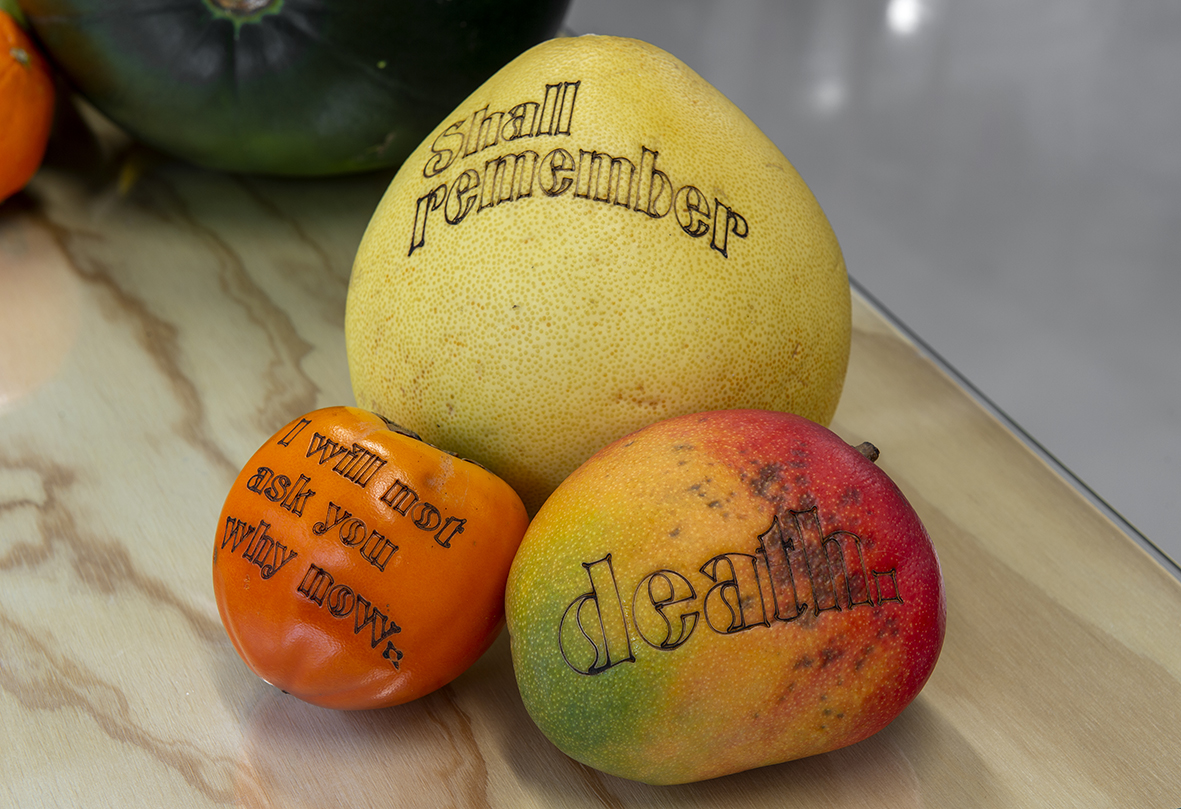 Shall
remember
I will not
ask you
why now.
death.